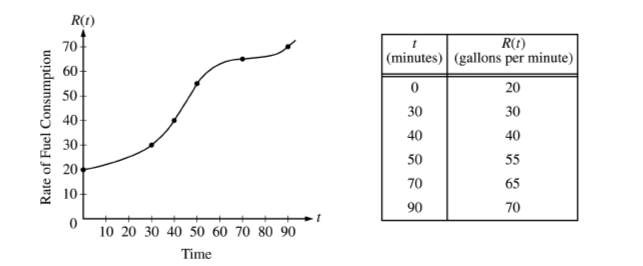 R(t)
Rate of Fuel Consumption
70
60
50
40
30
20
10
0
10 20 30 40 50 60 70 80 90
t
Time
t R(t)
(minutes) (gallons per minute)
0 20
30 30
40 40
50 55
70 65
90 70